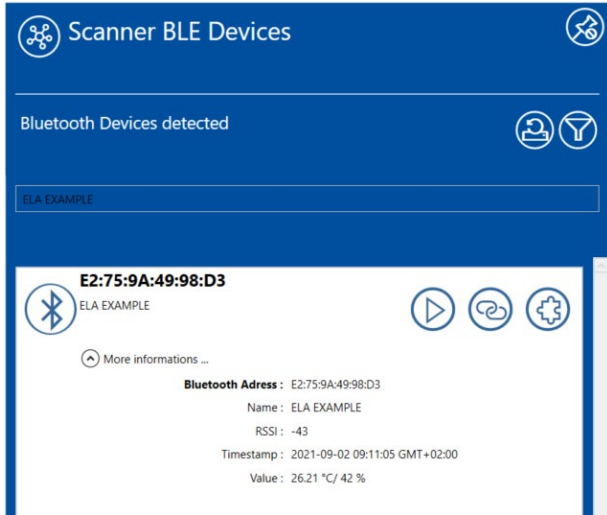 Scanner BLE Devices
Bluetooth Devices detected
ELA EXAMPLE
E2:75:9A:49:98:D3
ELA EXAMPLE
More informations ...
Bluetooth Adress : E2:75:9A:49:98:D3
Name : ELA EXAMPLE
RSSI : -43
Timestamp : 2021-09-02 09:11:05 GMT+02:00
Value : 26.21 °C/ 42 %